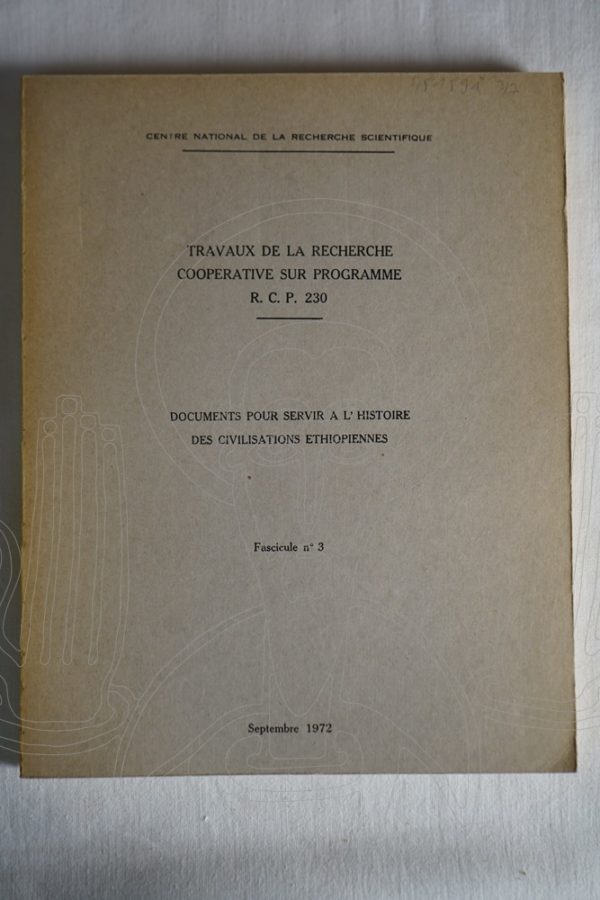 CENTRE NATIONAL DE LA RECHERCHE SCIENTIFIQUE
TRAVAUX DE LA RECHERCHE
COOPERATIVE SUR PROGRAMME
R. C. P. 230
DOCUMENTS POUR SERVIR A L' HISTOIRE
DES CIVILISATIONS ETHIOPIENNES
Fascicule n° 3
Septembre 1972